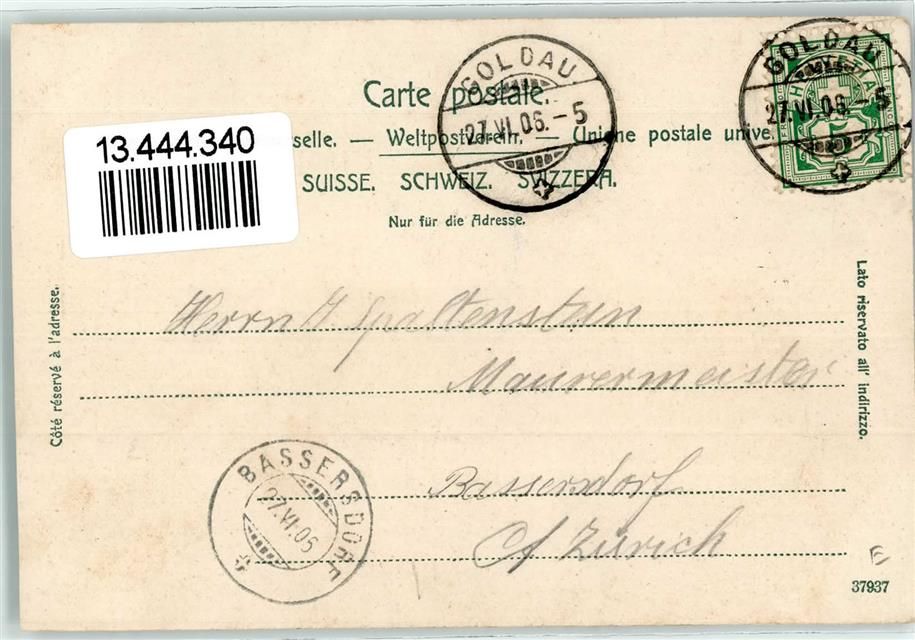 Carte postale.
13.444.340
selle. — Weltpostverein. — Unione postale unive.
SUISSE. SCHWEIZ. SVIZZERA.
Nur für die Adresse.
GOLDAU
27.VI.06.-5
GOLDAU
27.VI.06.-5
HELVETIA
5
Côté réservé à l'adresse.
Lato riservato all' indirizzo.
Herrn J Spaltenstein
Maurermeister
Bassersdorf
Ct Zürich
BASSERSDORF
27.VI.06
E
37937